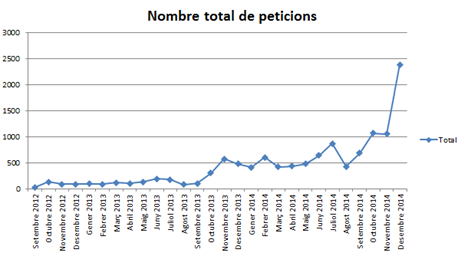 Nombre total de peticions
3000
2500
2000
1500
1000
500
0
Total
Setembre 2012
Octubre 2012
Novembre 2012
Desembre 2012
Gener 2013
Febrer 2013
Març 2013
Abril 2013
Maig 2013
Juny 2013
Juliol 2013
Agost 2013
Setembre 2013
Octubre 2013
Novembre 2013
Desembre 2013
Gener 2014
Febrer 2014
Març 2014
Abril 2014
Maig 2014
Juny 2014
Juliol 2014
Agost 2014
Setembre 2014
Octubre 2014
Novembre 2014
Desembre 2014